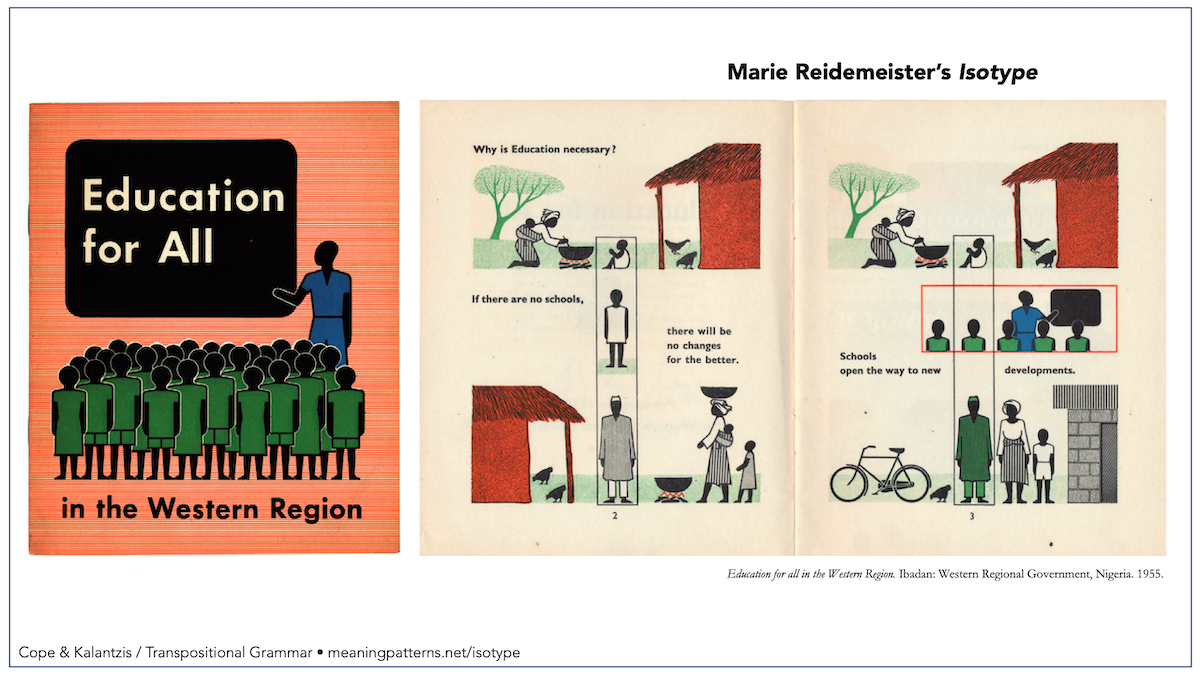 Marie Reidemeister’s Isotype
Education
for All
in the Western Region
Why is Education necessary?
If there are no schools,
there will be
no changes
for the better.
2
Schools
open the way to new
developments.
3
Education for all in the Western Region. Ibadan: Western Regional Government, Nigeria. 1955.
Cope & Kalantzis / Transpositional Grammar • meaningpatterns.net/isotype